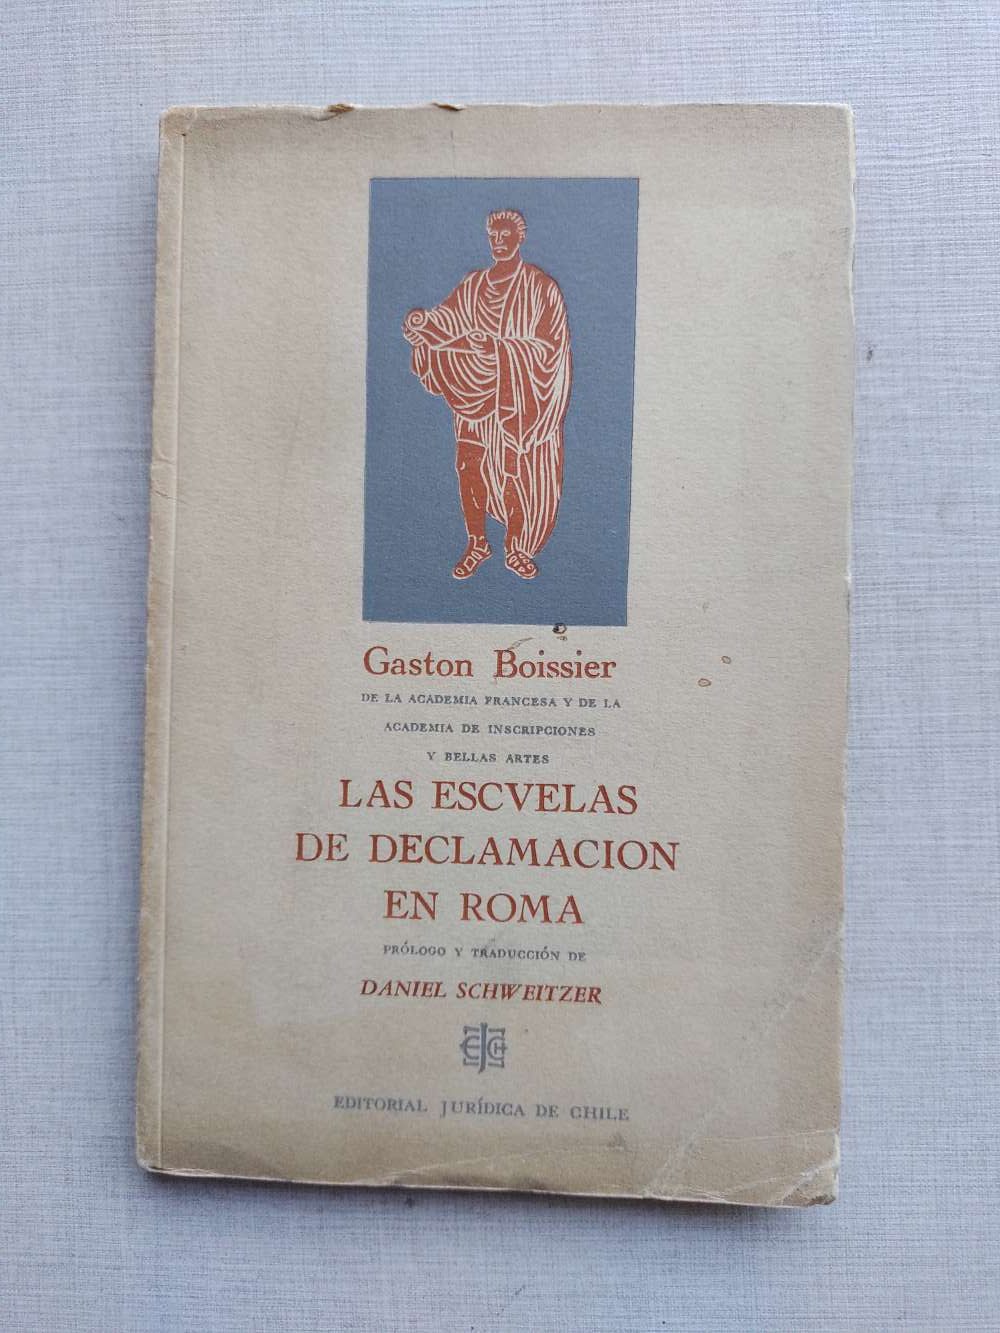 Gaston Boissier
DE LA ACADEMIA FRANCESA Y DE LA
ACADEMIA DE INSCRIPCIONES
Y BELLAS ARTES
LAS ESCVELAS
DE DECLAMACION
EN ROMA
PRÓLOGO Y TRADUCCIÓN DE
DANIEL SCHWEITZER
EJCH
EDITORIAL JURÍDICA DE CHILE